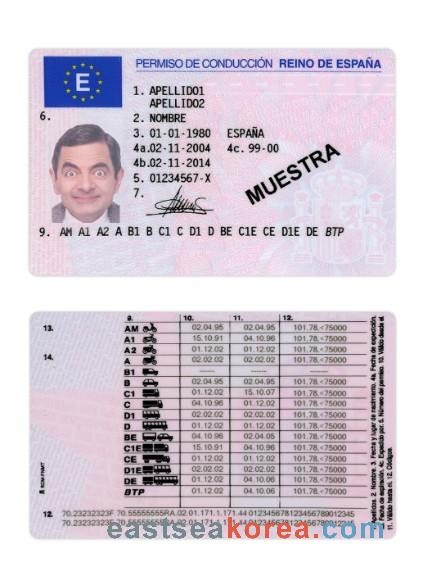 PERMISO DE CONDUCCIÓN REINO DE ESPAÑA
E
1. APELLIDO1
APELLIDO2
2. NOMBRE
3. 01-01-1980 ESPAÑA
4a.02-11-2004 4c. 99-00
4b.02-11-2014
5. 01234567-X
6.
7.
MUESTRA
9. AM A1 A2 A B1 B C1 C D1 D BE C1E CE D1E DE BTP
9. 10. 11. 12.
13.
14.
AM 02.04.95 02.04.95 101.78.<75000
A1 15.10.91 04.10.96 101.78.<75000
A2 01.12.02 01.12.02 101.78.<75000
A 02.02.02 02.02.02 101.78.<75000
B1 ------- ------- 101.78.<75000
B 02.04.95 02.04.02 101.78.<75000
C1 01.12.02 15.10.07 101.78.<75000
C 04.10.96 01.12.02 101.78.<75000
D1 02.02.02 02.02.02 101.78.<75000
D 01.12.02 01.12.02 101.78.<75000
BE 04.10.96 02.04.95 101.78.<75000
C1E 15.10.91 04.10.96 101.78.<75000
CE 01.12.02 01.12.02 101.78.<75000
D1E 02.02.02 02.02.02 101.78.<75000
DE 01.12.02 04.10.06 101.78.<75000
BTP 01.12.02 04.10.06 101.78.<75000
12. 70.23232323F 70.55555555RA.02.01.171.1.171.44 012345678123456789012345
70.23232323F 70.55555555RA.02.01.171.1.171.44 012345678123456789012345
Apellidos. 2. Nombre. 3. Fecha y lugar de nacimiento. 4a. Fecha de expedición.
Fecha de expiración. 4c. Expedido por. 5. Número del permiso. 10. Válido desde el.
11. Válido hasta el. 12. Códigos.
eastseakorea.com